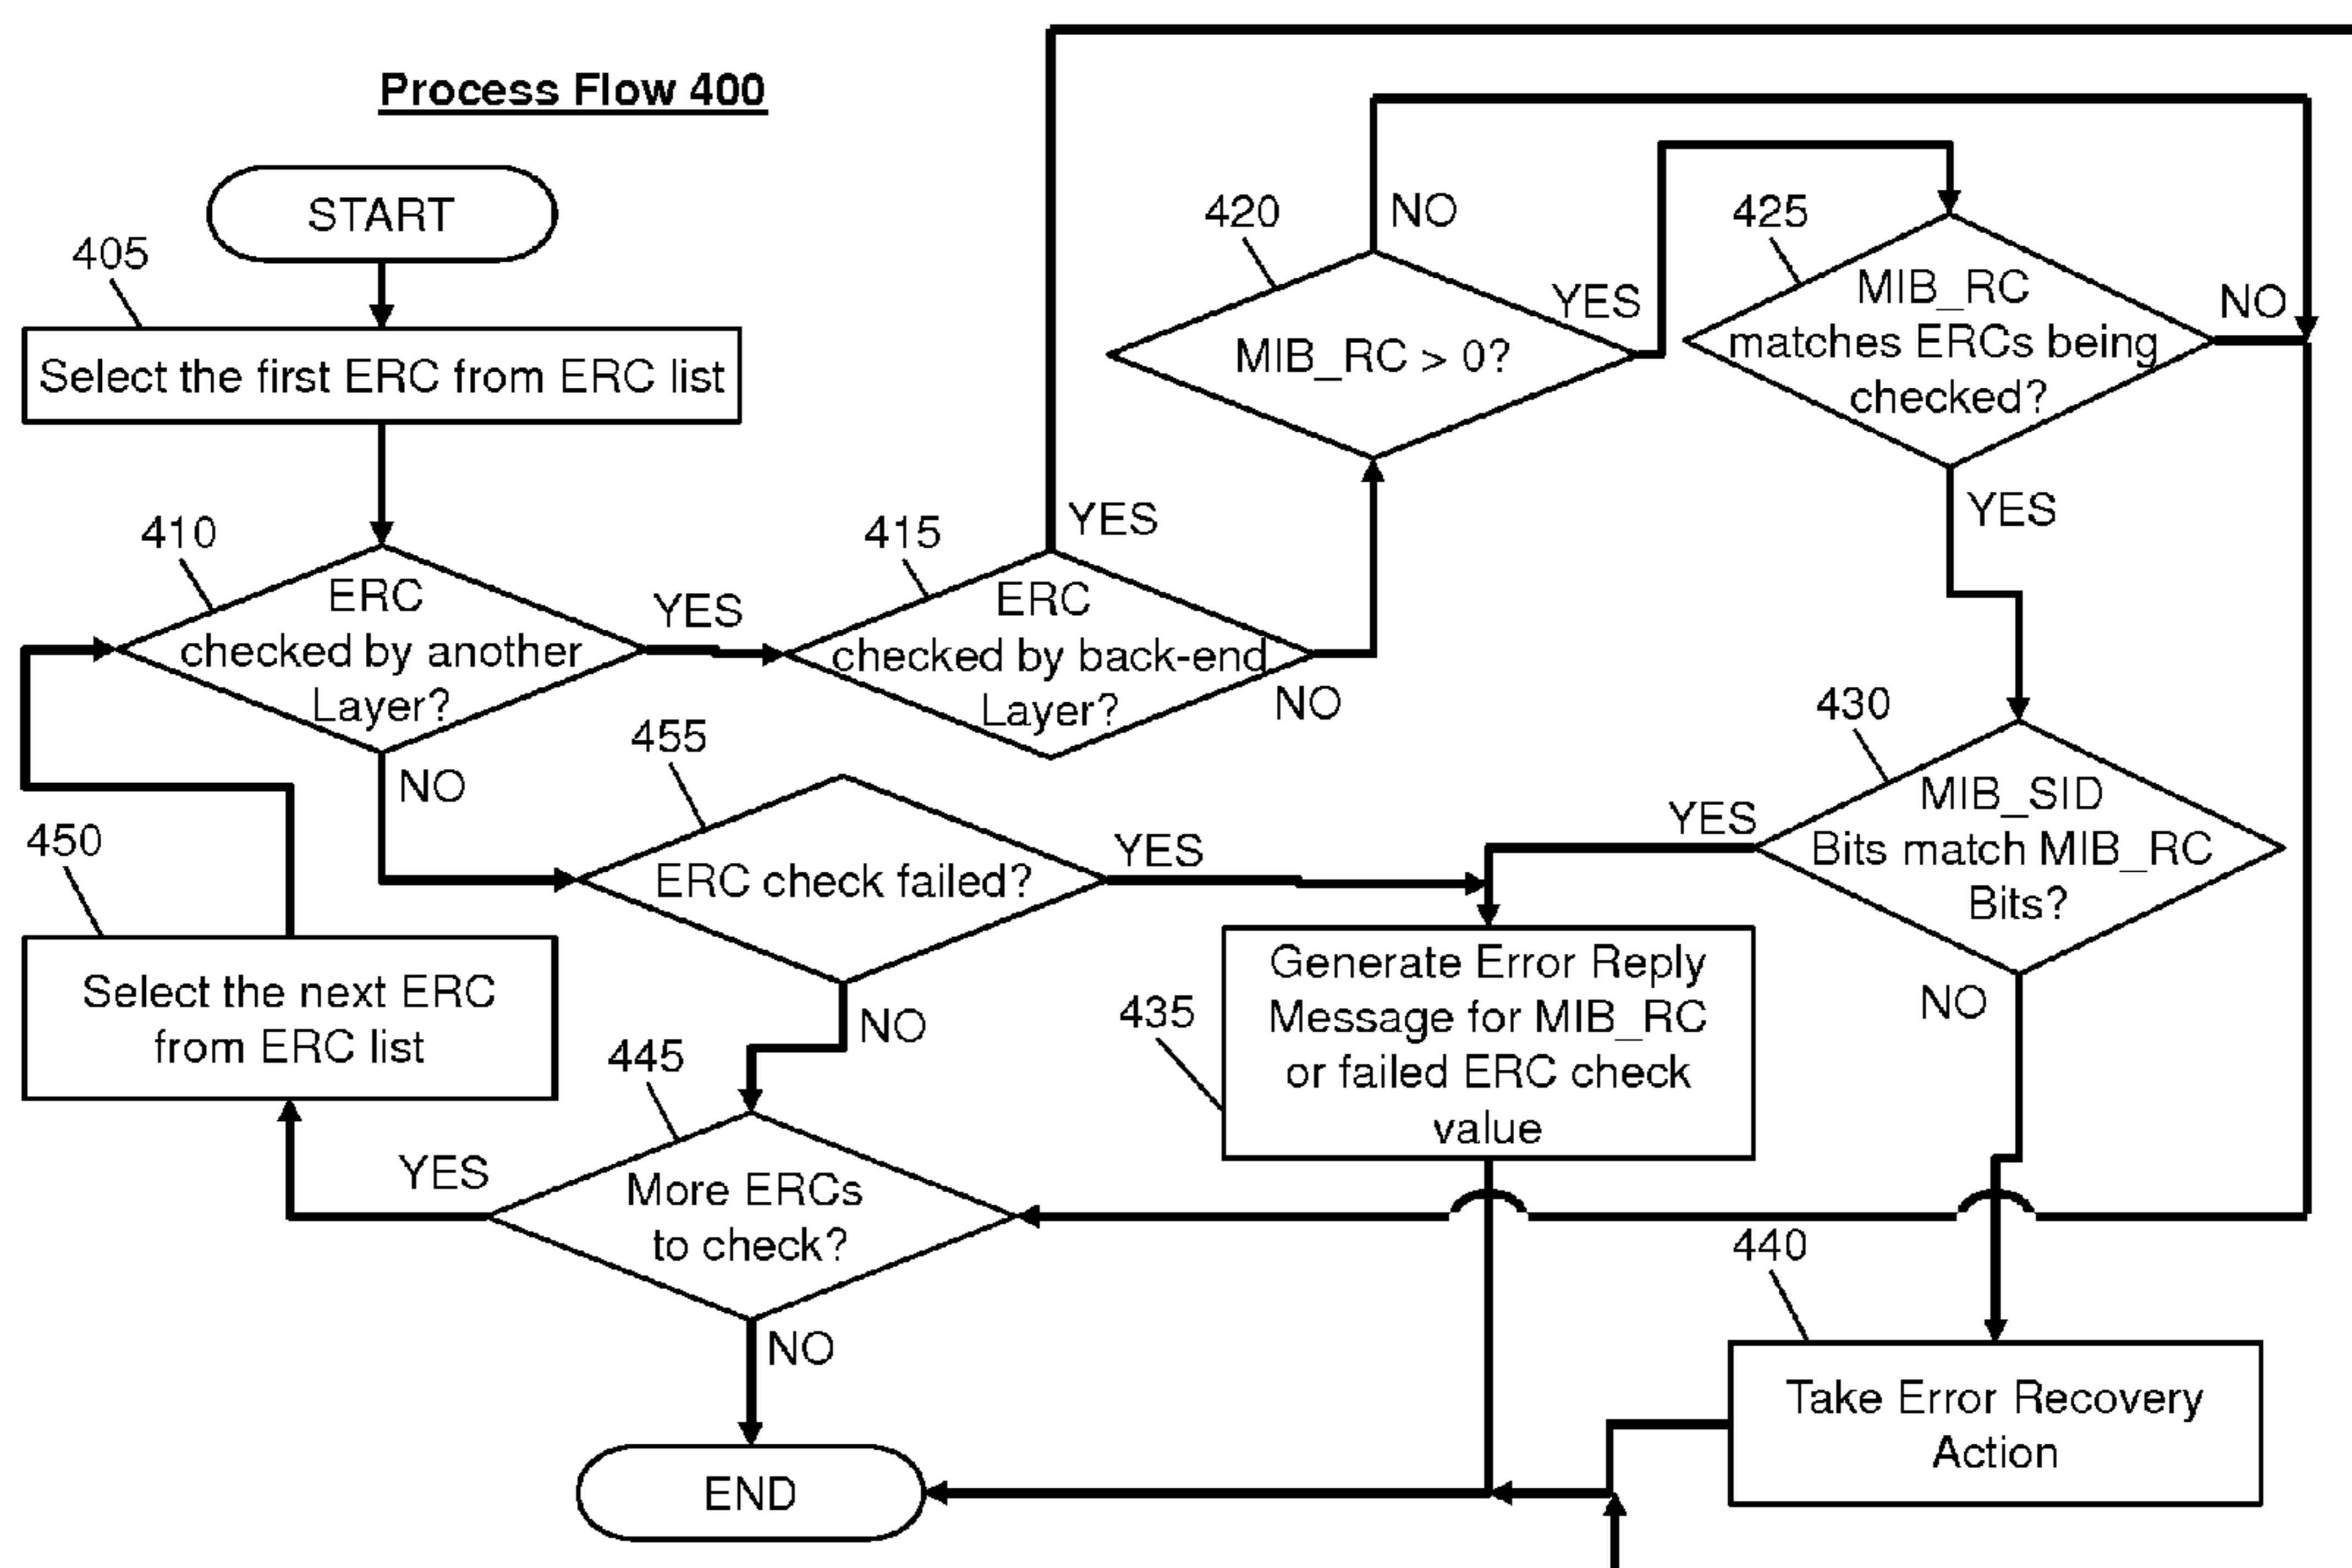 Process Flow 400
START
405
Select the first ERC from ERC list
410
ERC
checked by another
Layer?
YES
NO
415
ERC
checked by back-end
Layer?
YES
NO
420
MIB_RC > 0?
NO
YES
425
MIB_RC
matches ERCs being
checked?
NO
YES
430
MIB_SID
Bits match MIB_RC
Bits?
YES
NO
455
ERC check failed?
YES
NO
435
Generate Error Reply
Message for MIB_RC
or failed ERC check
value
450
Select the next ERC
from ERC list
445
More ERCs
to check?
YES
NO
440
Take Error Recovery
Action
END